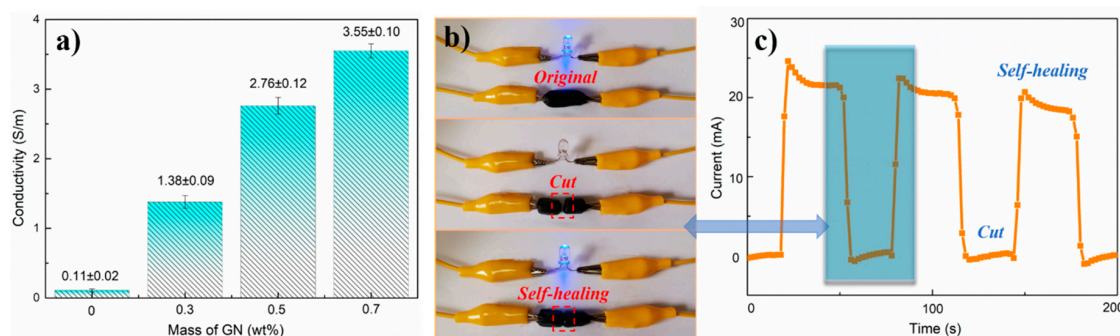 a)
Conductivity (S/m)
4
3
2
1
0
0.11±0.02
1.38±0.09
2.76±0.12
3.55±0.10
0
0.3
0.5
0.7
Mass of GN (wt%)
b)
Original
Cut
Self-healing
c)
Current (mA)
30
20
10
0
Self-healing
Cut
0
100
200
Time (s)